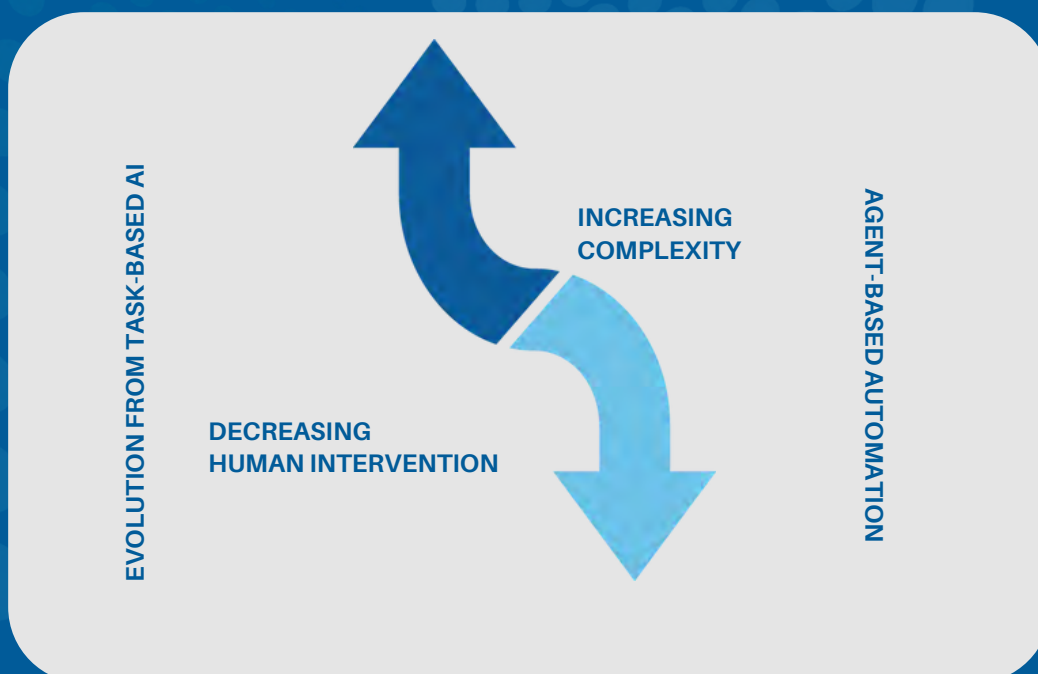 EVOLUTION FROM TASK-BASED AI
INCREASING
COMPLEXITY
DECREASING
HUMAN INTERVENTION
AGENT-BASED AUTOMATION